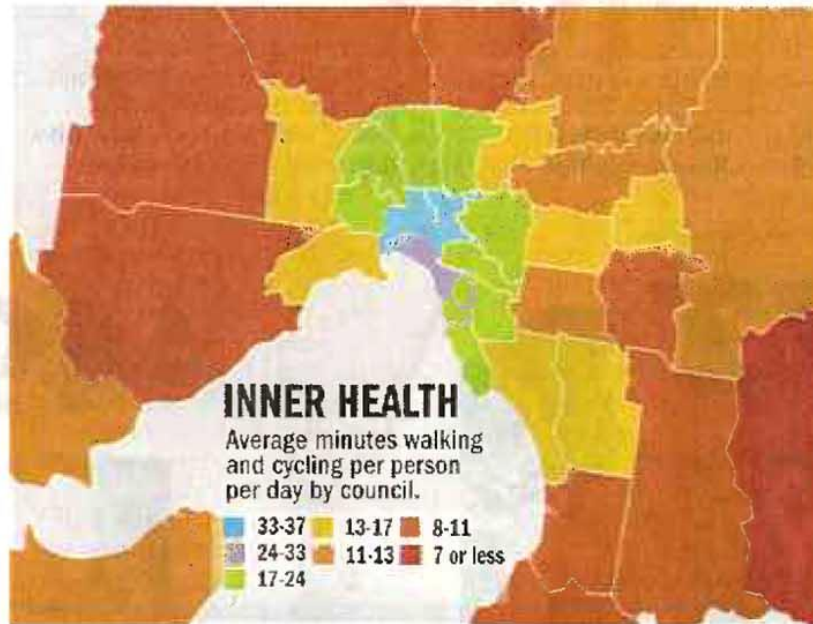 INNER HEALTH
Average minutes walking
and cycling per person
per day by council.
33-37 13-17 8-11
24-33 11-13 7 or less
17-24